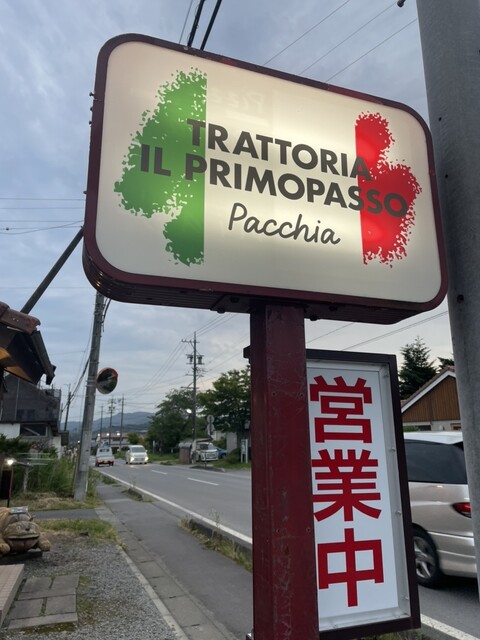 TRATTORIA
IL PRIMOPASSO
Pacchia
営業中